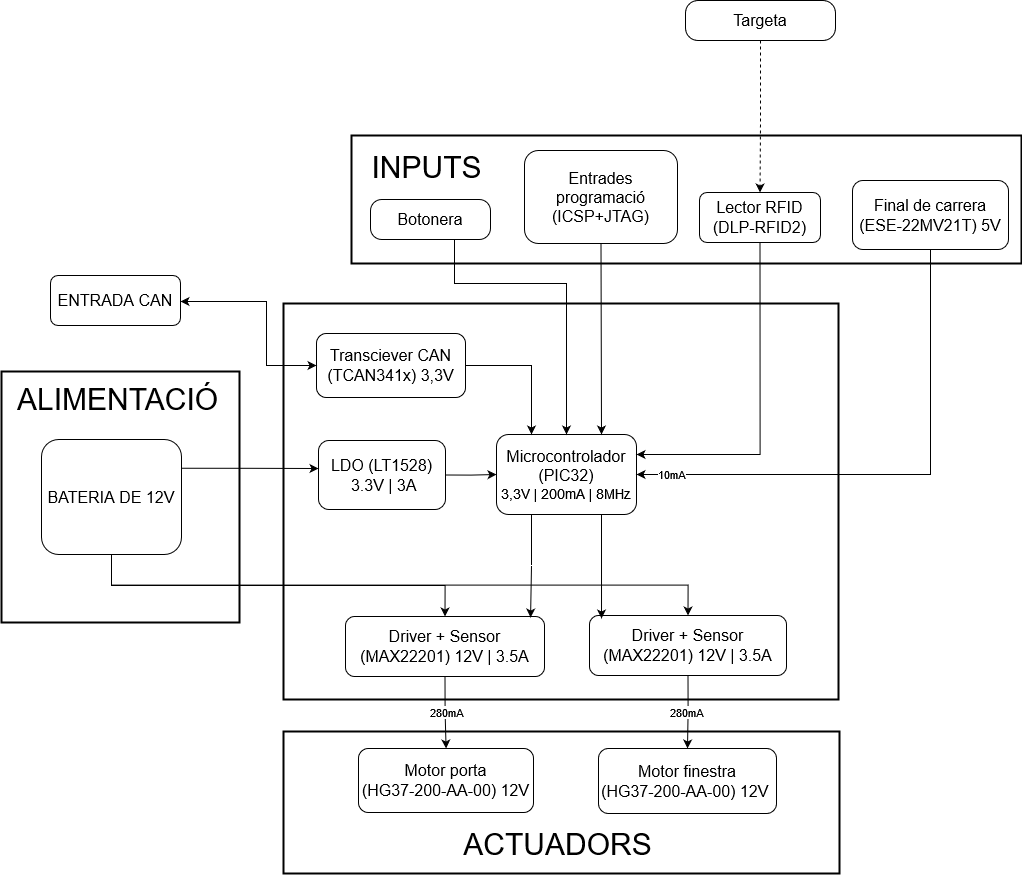 Targeta
INPUTS
Botonera
Entrades
programació
(ICSP+JTAG)
Lector RFID
(DLP-RFID2)
Final de carrera
(ESE-22MV21T) 5V
ENTRADA CAN
Transciever CAN
(TCAN341x) 3,3V
ALIMENTACIÓ
BATERIA DE 12V
LDO (LT1528)
3.3V | 3A
Microcontrolador
(PIC32)
3,3V | 200mA | 8MHz
10mA
Driver + Sensor
(MAX22201) 12V | 3.5A
Driver + Sensor
(MAX22201) 12V | 3.5A
280mA
280mA
Motor porta
(HG37-200-AA-00) 12V
Motor finestra
(HG37-200-AA-00) 12V
ACTUADORS